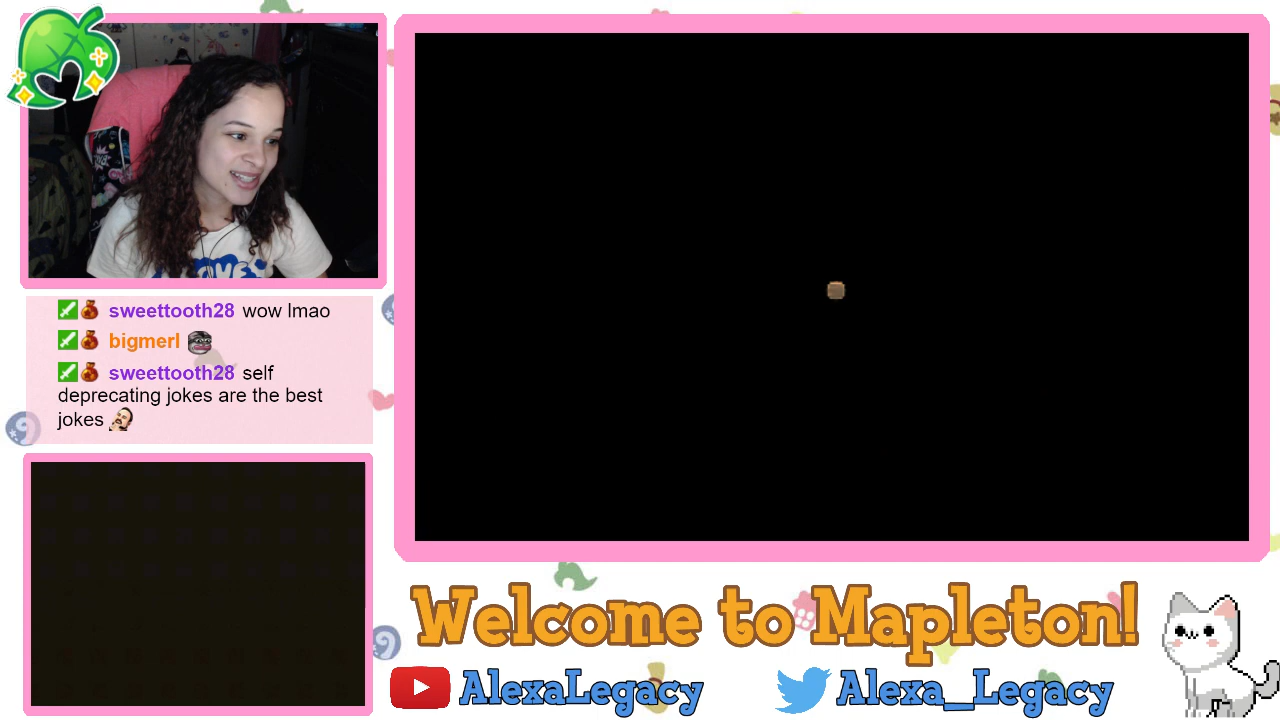 sweettooth28 wow lmao
bigmerl
sweettooth28 self
deprecating jokes are the best
jokes
Welcome to Mapleton!
AlexaLegacy
Alexa_Legacy